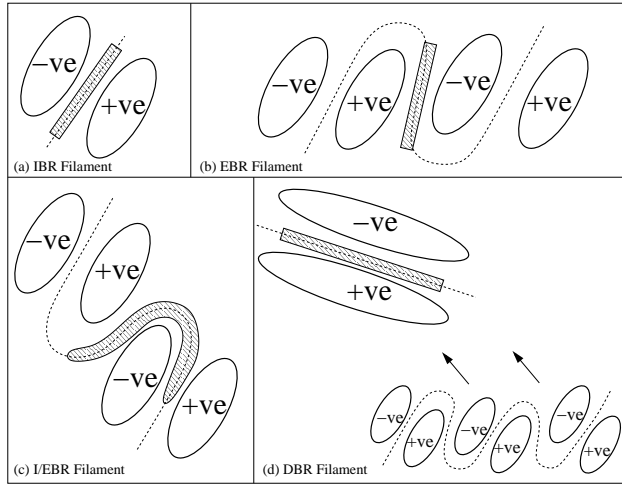 −ve
+ve
(a) IBR Filament
−ve
+ve
−ve
+ve
(b) EBR Filament
−ve
+ve
−ve
+ve
(c) I/EBR Filament
−ve
+ve
−ve
+ve
−ve
+ve
−ve
+ve
(d) DBR Filament